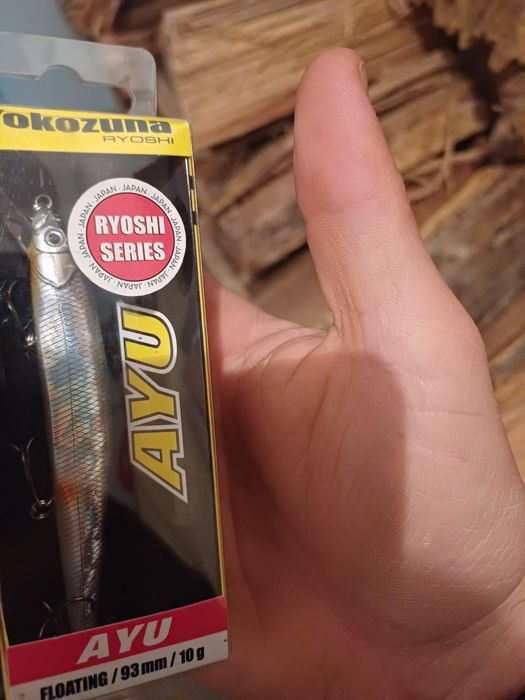 Yokozuna
RYOSHI
JAPAN · JAPAN · JAPAN · JAPAN · JAPAN · JAPAN · JAPAN · JAPAN
RYOSHI
SERIES
AYU
AYU
FLOATING / 93 mm / 10 g